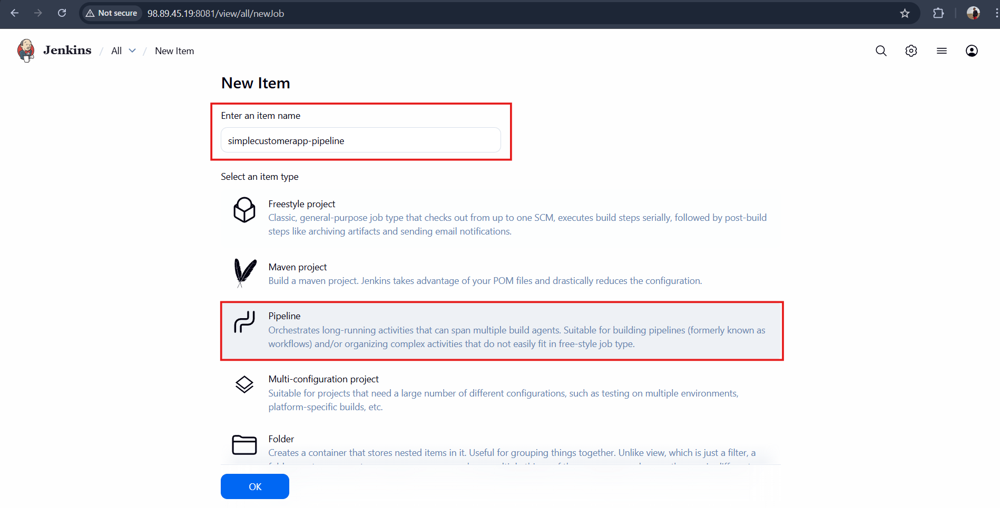 Not secure 98.89.45.19:8081/view/all/newJob
Jenkins / All / New Item
New Item
Enter an item name
simplecustomerapp-pipeline
Select an item type
Freestyle project
Classic, general-purpose job type that checks out from up to one SCM, executes build steps serially, followed by post-build
steps like archiving artifacts and sending email notifications.
Maven project
Build a maven project. Jenkins takes advantage of your POM files and drastically reduces the configuration.
Pipeline
Orchestrates long-running activities that can span multiple build agents. Suitable for building pipelines (formerly known as
workflows) and/or organizing complex activities that do not easily fit in free-style job type.
Multi-configuration project
Suitable for projects that need a large number of different configurations, such as testing on multiple environments,
platform-specific builds, etc.
Folder
Creates a container that stores nested items in it. Useful for grouping things together. Unlike view, which is just a filter, a
OK